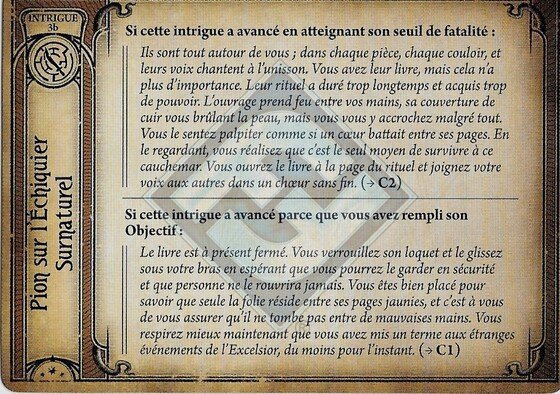 INTRIGUE
3b
Pion sur l'Échiquier
Surnaturel
Si cette intrigue a avancé en atteignant son seuil de fatalité :
Ils sont tout autour de vous ; dans chaque pièce, chaque couloir, et
leurs voix chantent à l'unisson. Vous avez leur livre, mais cela n'a
plus d'importance. Leur rituel a duré trop longtemps et acquis trop
de pouvoir. L'ouvrage prend feu entre vos mains, sa couverture de
cuir vous brûlant la peau, mais vous vous y accrochez malgré tout.
Vous le sentez palpiter comme si un cœur battait entre ses pages. En
le regardant, vous réalisez que c'est le seul moyen de survivre à ce
cauchemar. Vous ouvrez le livre à la page du rituel et joignez votre
voix aux autres dans un chœur sans fin. (→ C2)
Si cette intrigue a avancé parce que vous avez rempli son
Objectif :
Le livre est à présent fermé. Vous verrouillez son loquet et le glissez
sous votre bras en espérant que vous pourrez le garder en sécurité
et que personne ne le rouvrira jamais. Vous êtes bien placé pour
savoir que seule la folie réside entre ses pages jaunies, et c'est à vous
de vous assurer qu'il ne tombe pas entre de mauvaises mains. Vous
respirez mieux maintenant que vous avez mis un terme aux étranges
événements de l'Excelsior, du moins pour l'instant. (→ C1)